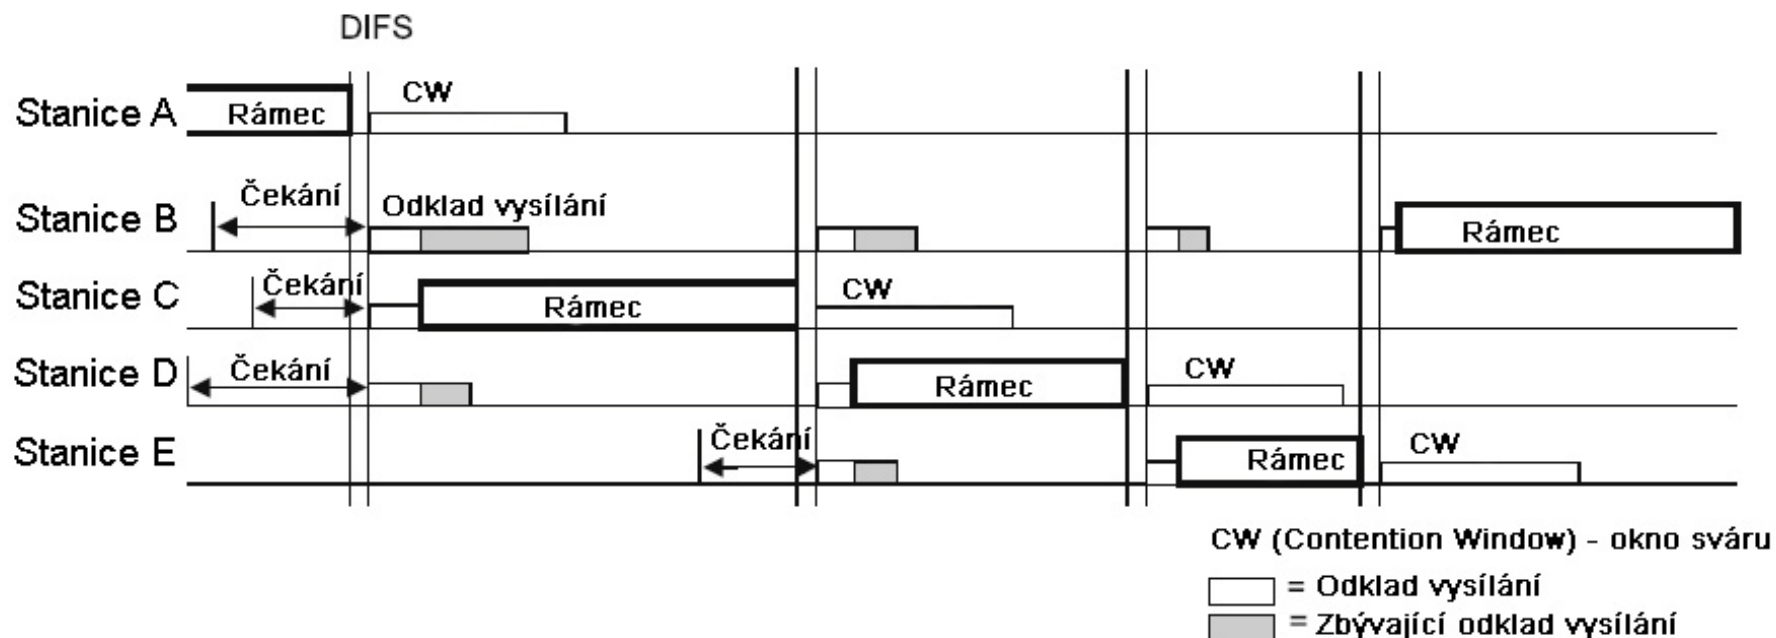 DIFS
Stanice A
Rámec
CW
Stanice B
Čekání
Odklad vysílání
Rámec
Stanice C
Čekání
Rámec
CW
Stanice D
Čekání
Rámec
CW
Stanice E
Čekání
Rámec
CW
CW (Contention Window) - okno sváru
= Odklad vysílání
= Zbývající odklad vysílání